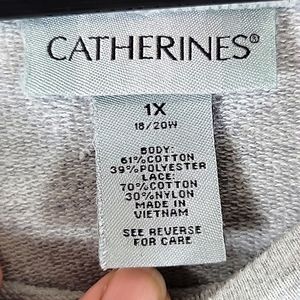 CATHERINES®
1X
18/20W
BODY:
61%COTTON
39%POLYESTER
LACE:
70%COTTON
30%NYLON
MADE IN
VIETNAM
SEE REVERSE
FOR CARE